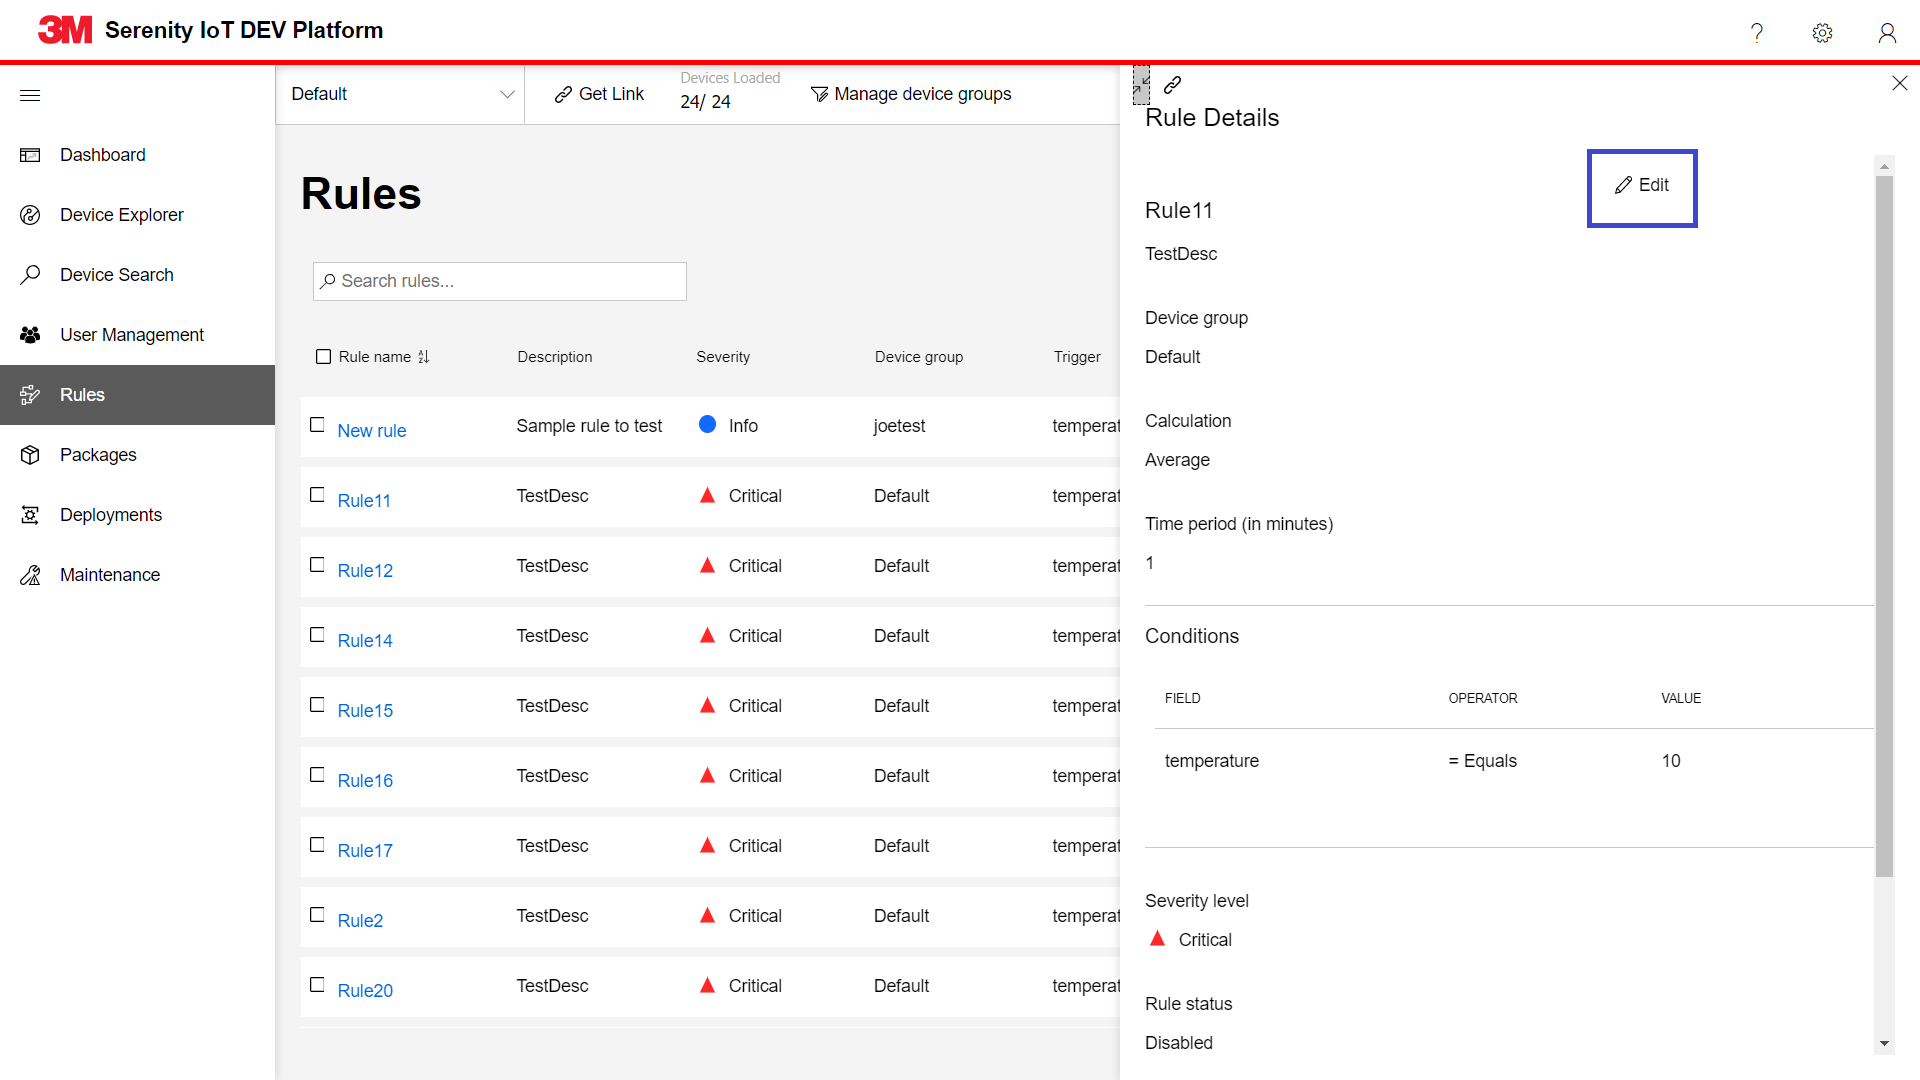 3M Serenity IoT DEV Platform
Default
Get Link
Devices Loaded
24/ 24
Manage device groups
Dashboard
Device Explorer
Device Search
User Management
Rules
Packages
Deployments
Maintenance
Rules
Search rules...
Rule name Description Severity Device group Trigger
New rule Sample rule to test Info joetest temperat
Rule11 TestDesc Critical Default temperat
Rule12 TestDesc Critical Default temperat
Rule14 TestDesc Critical Default temperat
Rule15 TestDesc Critical Default temperat
Rule16 TestDesc Critical Default temperat
Rule17 TestDesc Critical Default temperat
Rule2 TestDesc Critical Default temperat
Rule20 TestDesc Critical Default temperat
Rule Details
Edit
Rule11
TestDesc
Device group
Default
Calculation
Average
Time period (in minutes)
1
Conditions
FIELD OPERATOR VALUE
temperature = Equals 10
Severity level
Critical
Rule status
Disabled